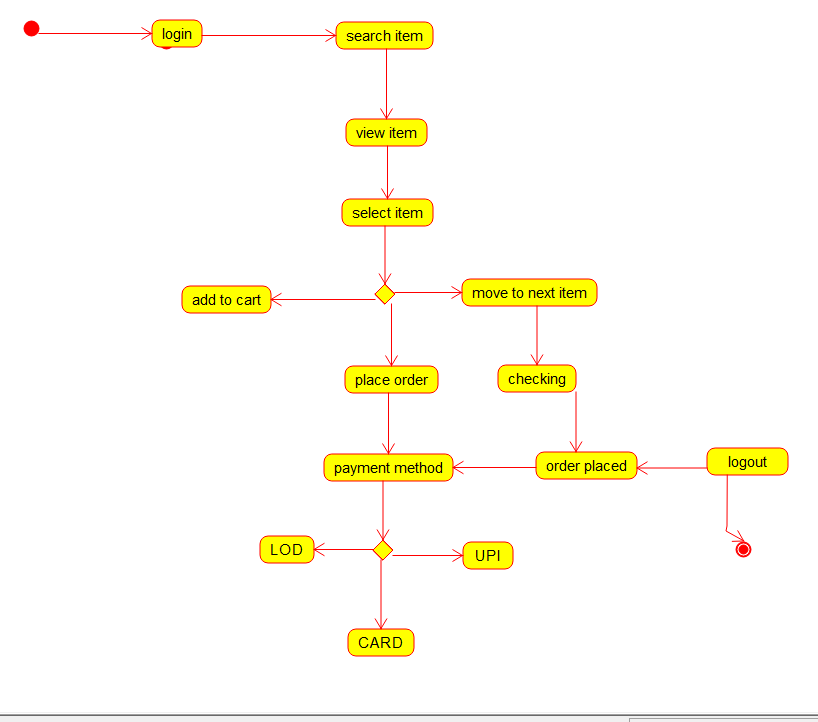 login
search item
view item
select item
add to cart
move to next item
place order
checking
payment method
order placed
logout
LOD
UPI
CARD